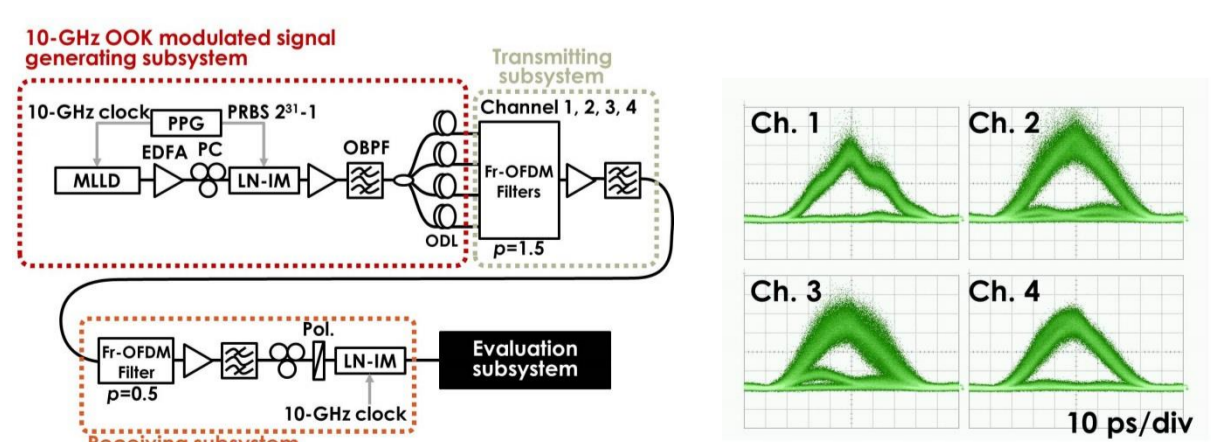 10-GHz OOK modulated signal
generating subsystem
Transmitting
subsystem
10-GHz clock
PPG
PRBS 2³¹-1
Channel 1, 2, 3, 4
EDFA
PC
OBPF
MLLD
LN-IM
Fr-OFDM
Filters
ODL
p=1.5
Pol.
Fr-OFDM
Filter
LN-IM
Evaluation
subsystem
p=0.5
10-GHz clock
Receiving subsystem
Ch. 1
Ch. 2
Ch. 3
Ch. 4
10 ps/div